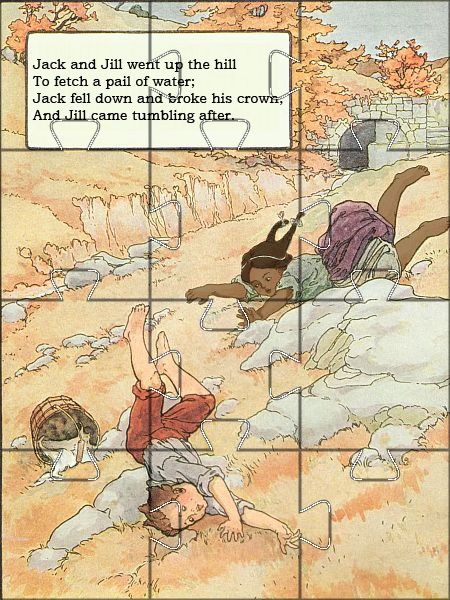 Jack and Jill went up the hill
To fetch a pail of water;
Jack fell down and broke his crown,
And Jill came tumbling after.